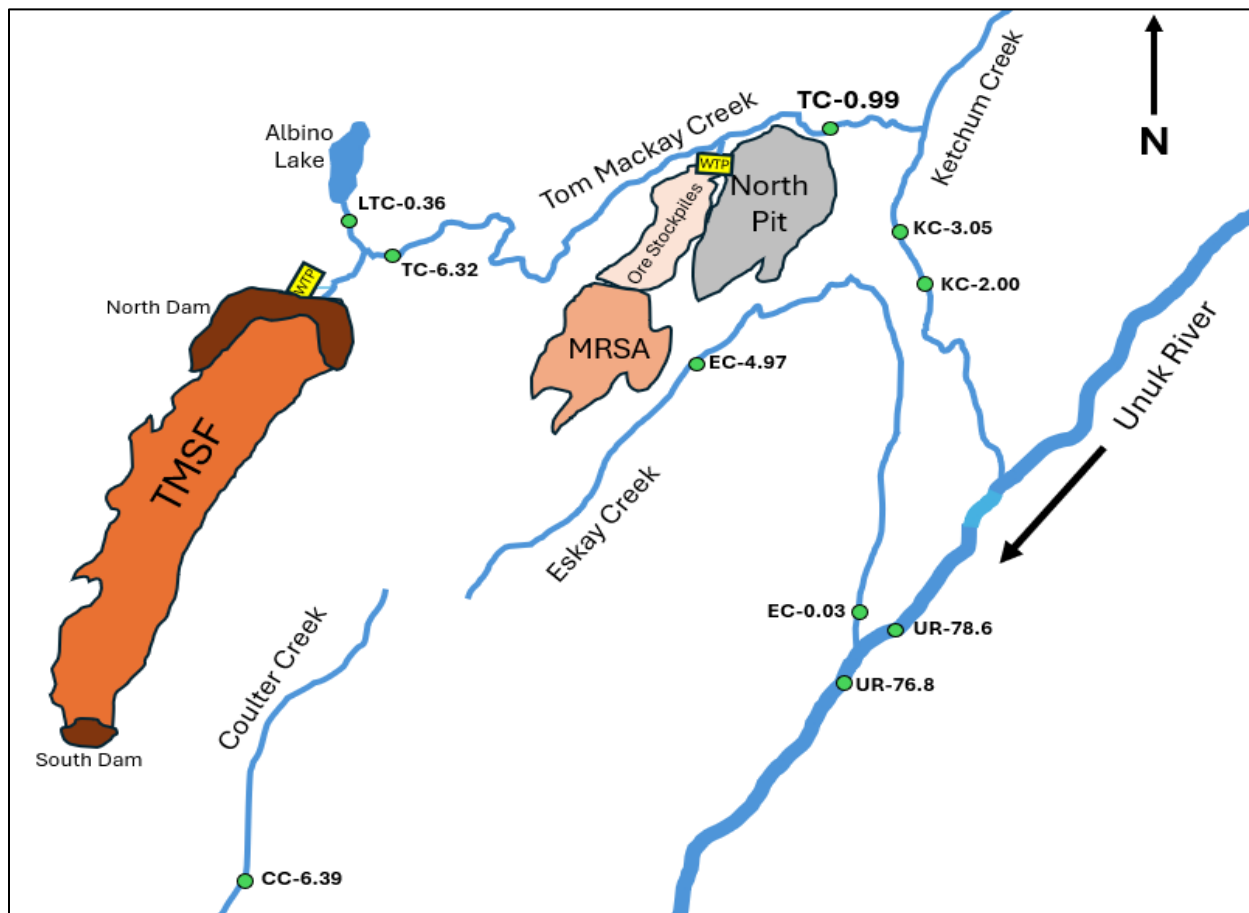 Ketchum Creek
TC-0.99
N
Albino
Lake
Tom Mackay Creek
WTP
North
Pit
LTC-0.36
Ore Stockpiles
KC-3.05
TC-6.32
WTP
KC-2.00
North Dam
MRSA
EC-4.97
Unuk River
TMSF
Eskay Creek
EC-0.03
UR-78.6
UR-76.8
Coulter Creek
South Dam
CC-6.39